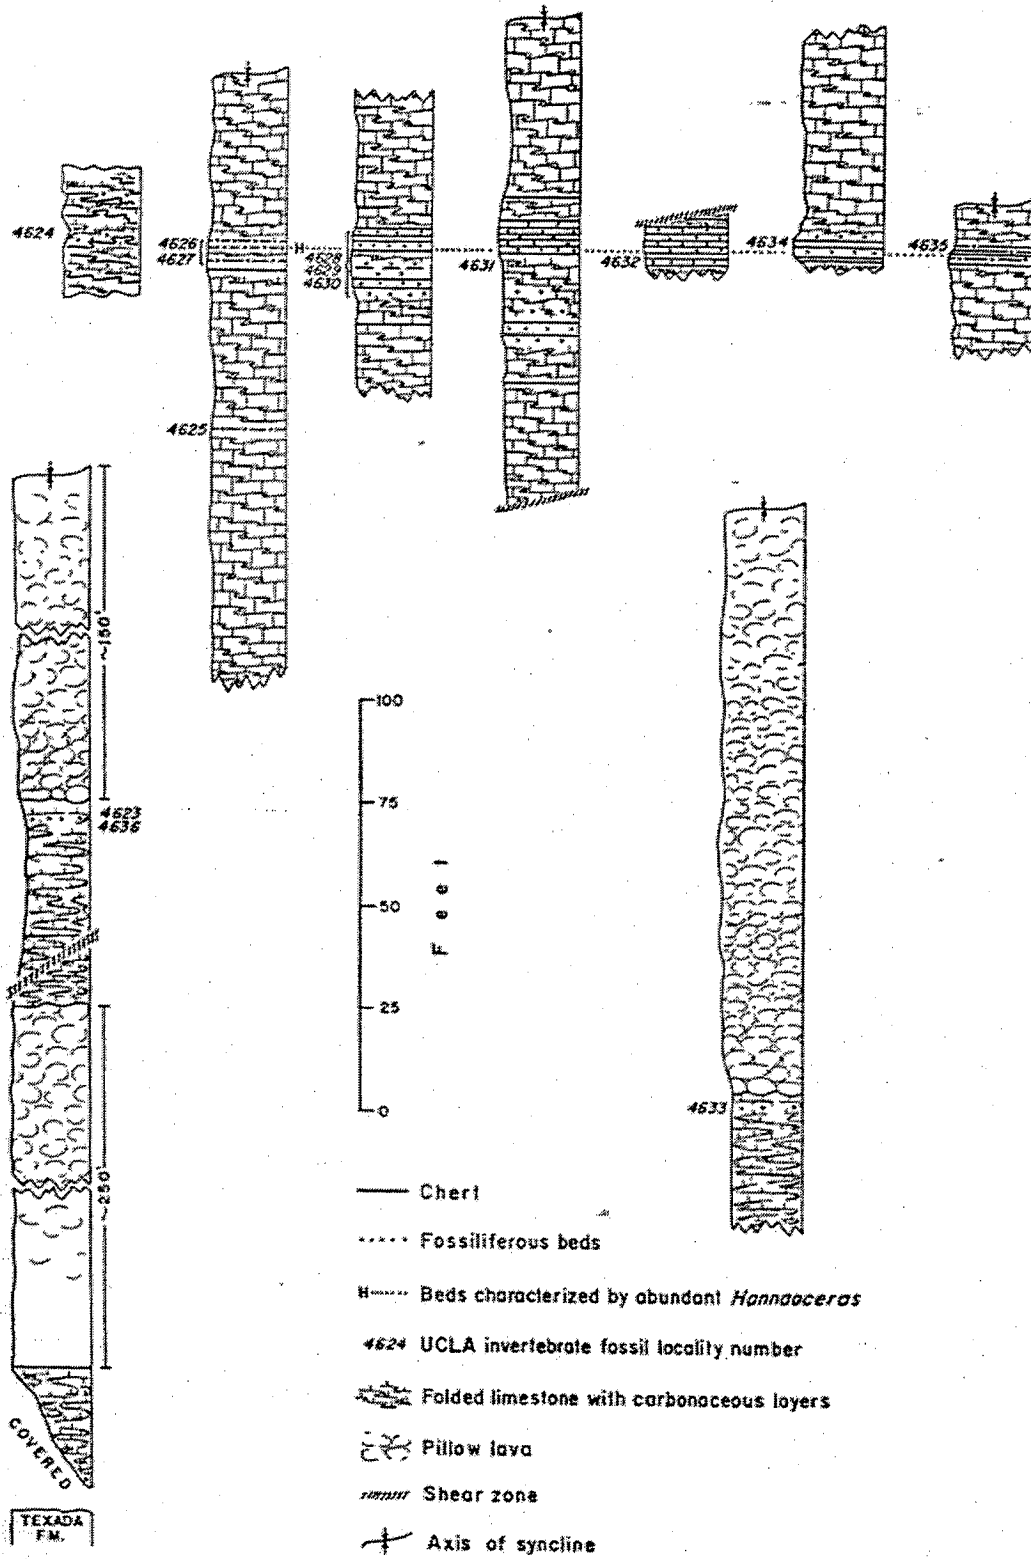 4624
4626
4627
H
4628
4629
4630
4631
4632
4634
4635
4625
~150'
4623
4636
~250'
COVERED
TEXADA
FM.
100
75
50
25
0
Feet
4633
Chert
Fossiliferous beds
H Beds characterized by abundant Hannaoceras
4624 UCLA invertebrate fossil locality number
Folded limestone with carbonaceous layers
Pillow lava
Shear zone
Axis of syncline